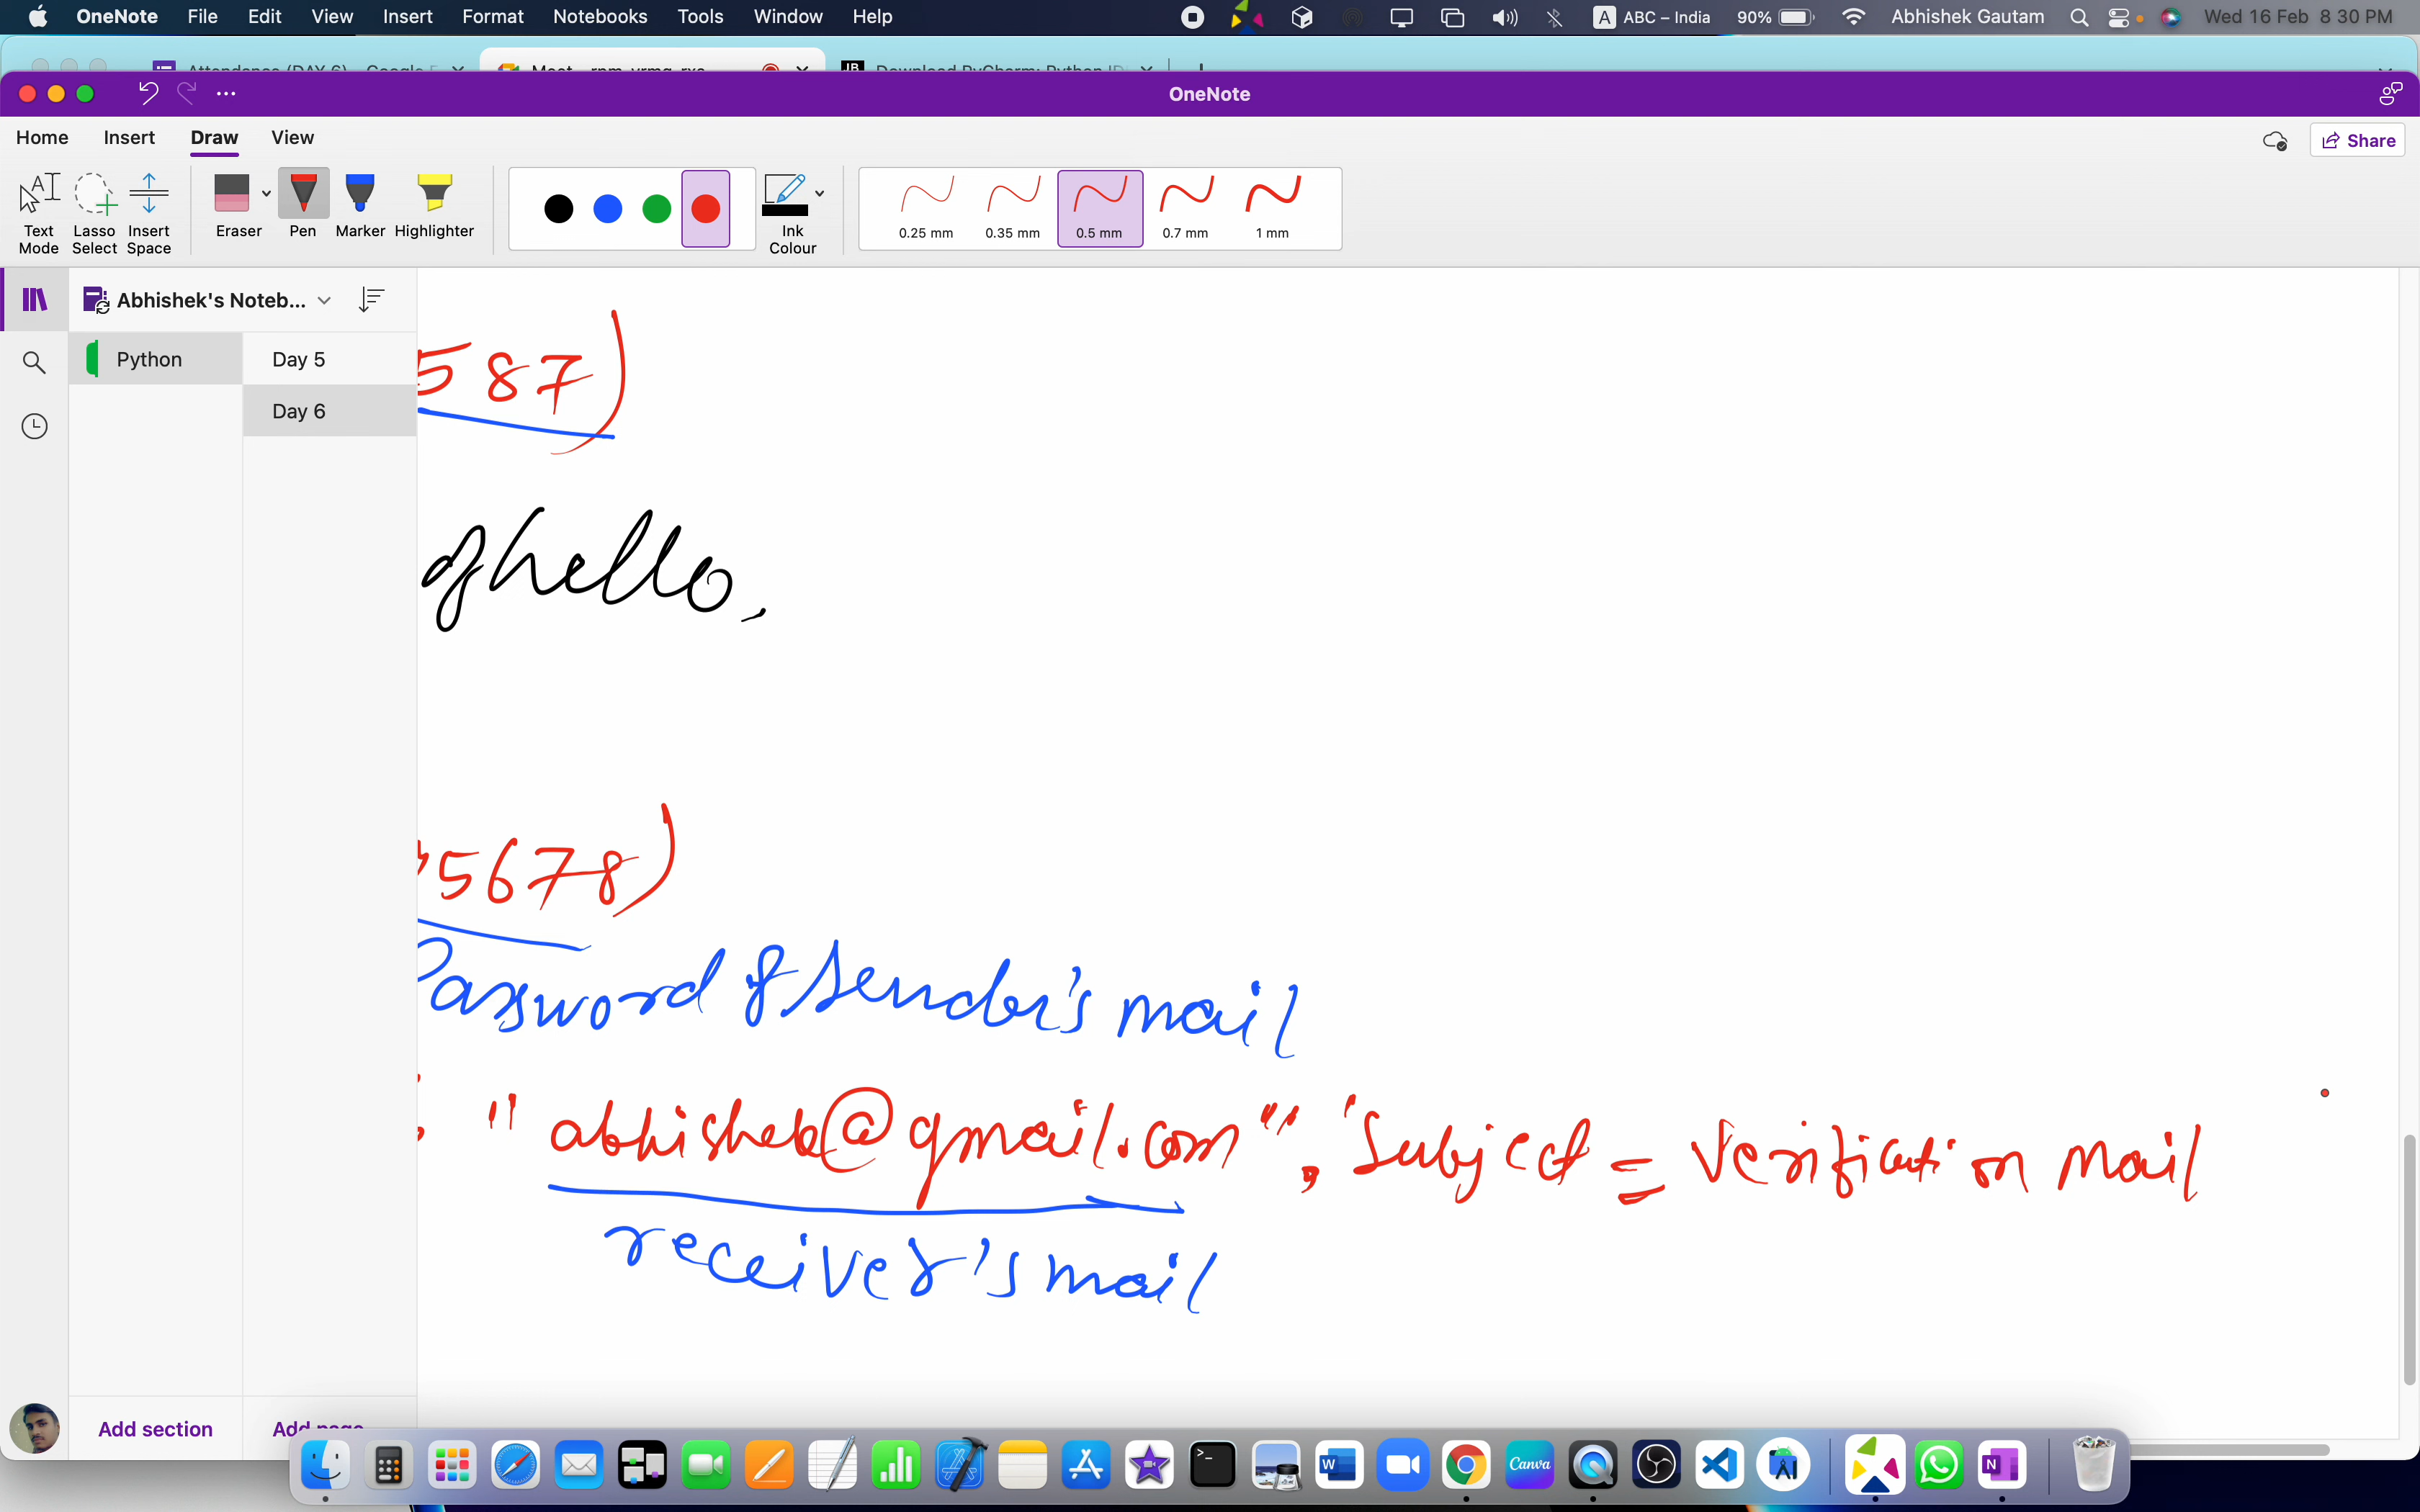 OneNote File Edit View Insert Format Notebooks Tools Window Help A ABC – India 90% Abhishek Gautam Wed 16 Feb 8 30 PM
OneNote
Home Insert Draw View Share
Text Mode Lasso Select Insert Space Eraser Pen Marker Highlighter Ink Colour 0.25 mm 0.35 mm 0.5 mm 0.7 mm 1 mm
Abhishek's Noteb...
Python Day 5
Day 6
587)
of hello,
5678)
Password of Sender's mail
, "abhishek@gmail.com", 'Subject = Verification Mail
receiver's mail
Add section
Canva